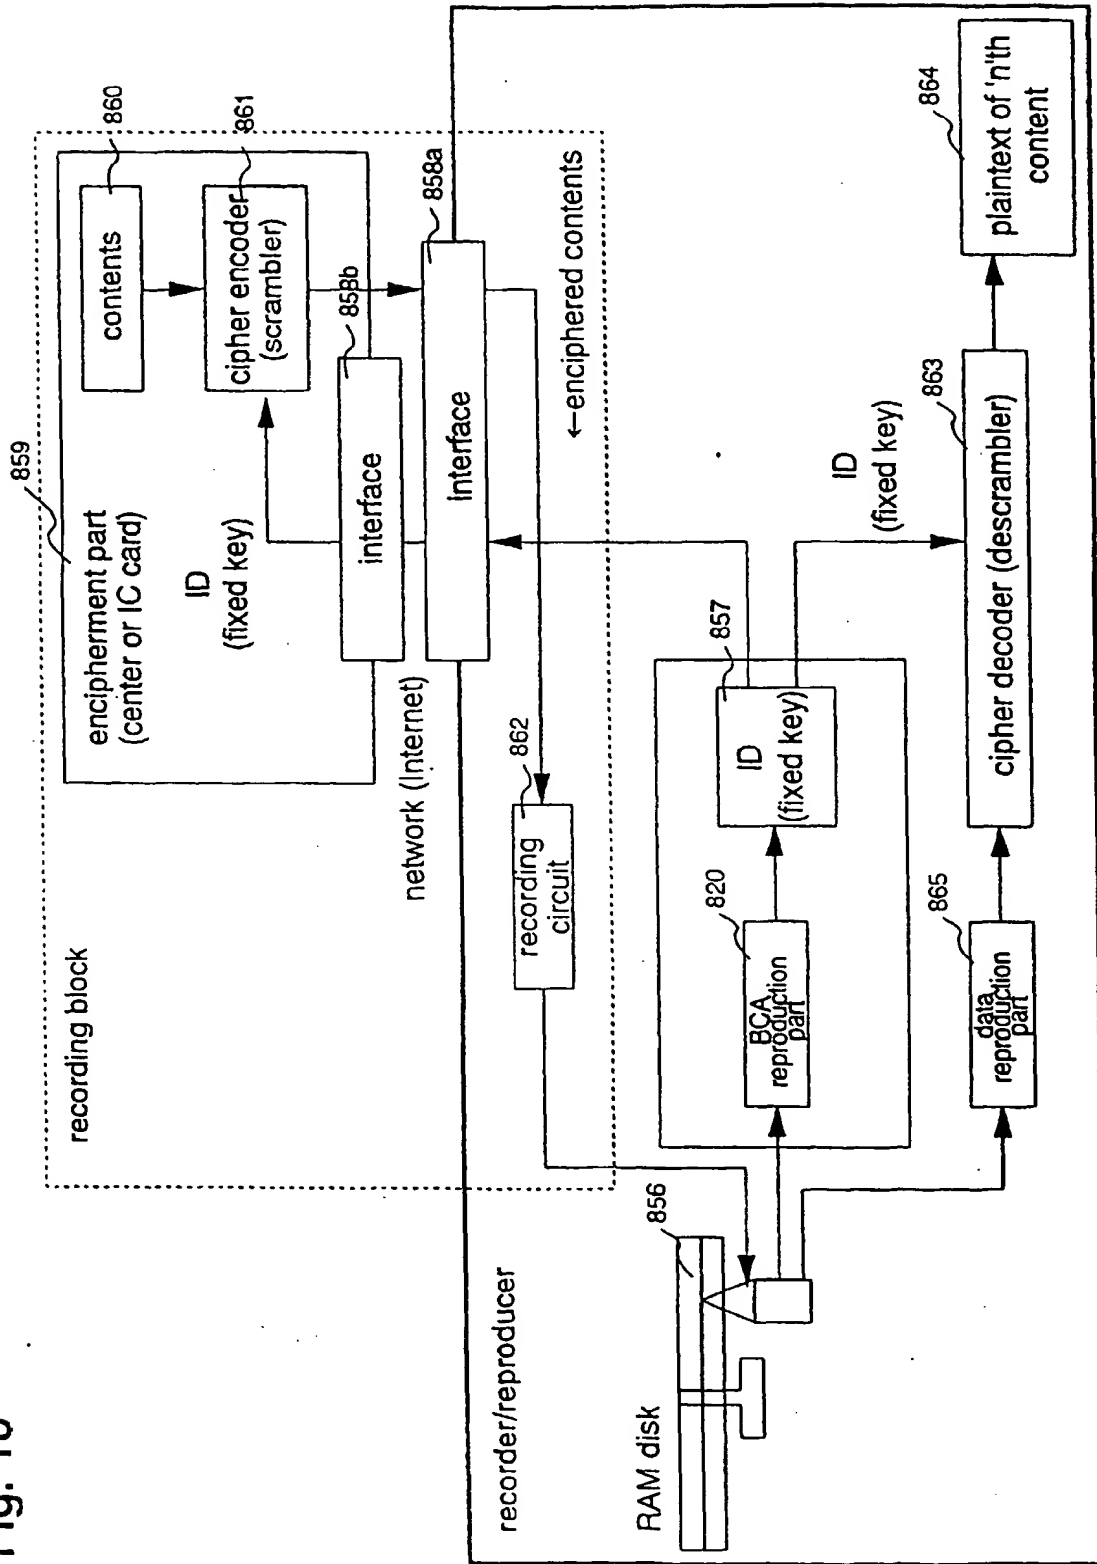 Fig.
recording block
859
encipherment part
(center or IC card)
contents
860
ID
(fixed key)
cipher encoder
(scrambler)
861
interface
858b
network (Internet)
interface
858a
recorder/reproducer
recording
circuit
862
←enciphered contents
RAM disk
856
BCA
reproduction
part
820
ID
(fixed key)
857
ID
(fixed key)
data
reproduction
part
865
cipher decoder (descrambler)
863
plaintext of 'n'th
content
864